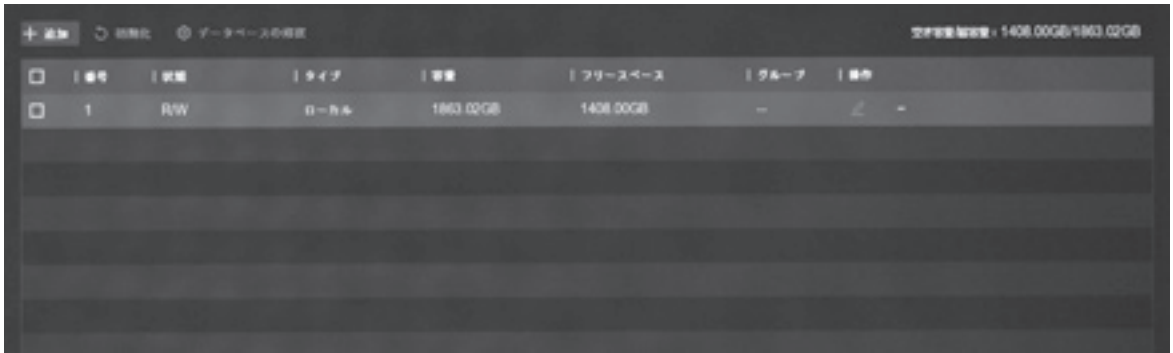 + 追加 初期化 データベースの修復 空き容量/総容量：1408.00GB/1863.02GB
番号 状態 タイプ 容量 フリースペース グループ 操作
1 R/W ローカル 1863.02GB 1408.00GB -- -